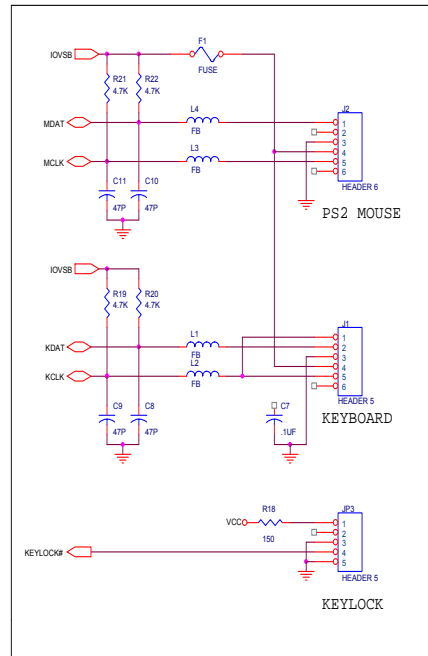 IOVSB
F1
FUSE
R21
4.7K
R22
4.7K
MDAT
L4
FB
MCLK
L3
FB
J2
1
2
3
4
5
6
HEADER 6
C11
47P
C10
47P
PS2 MOUSE
IOVSB
R19
4.7K
R20
4.7K
KDAT
L1
FB
KCLK
L2
FB
J1
1
2
3
4
5
6
HEADER 5
C9
47P
C8
47P
C7
.1UF
KEYBOARD
VCC
R18
150
JP3
1
2
3
4
5
HEADER 5
KEYLOCK#
KEYLOCK